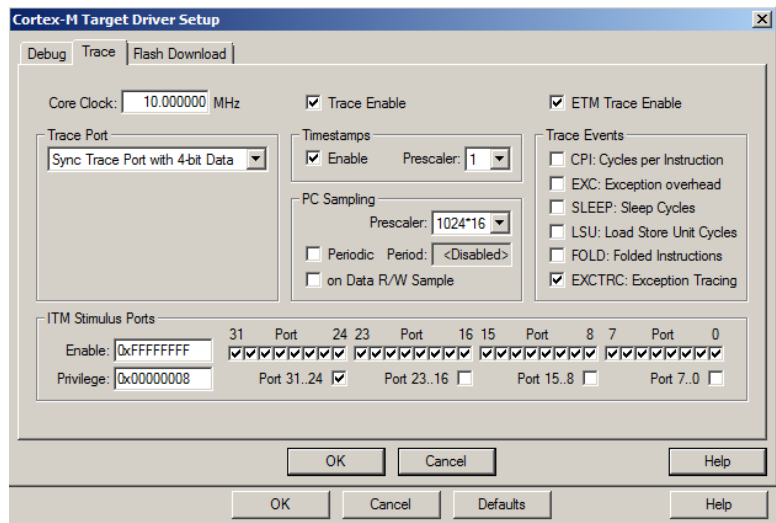 Cortex-M Target Driver Setup
Debug Trace Flash Download
Core Clock: 10.000000 MHz Trace Enable ETM Trace Enable
Trace Port Timestamps Trace Events
Sync Trace Port with 4-bit Data Enable Prescaler: 1 CPI: Cycles per Instruction
EXC: Exception overhead
PC Sampling SLEEP: Sleep Cycles
Prescaler: 1024*16 LSU: Load Store Unit Cycles
Periodic Period: <Disabled> FOLD: Folded Instructions
on Data R/W Sample EXCTRC: Exception Tracing
ITM Stimulus Ports
31 Port 24 23 Port 16 15 Port 8 7 Port 0
Enable: 0xFFFFFFFF
Privilege: 0x00000008 Port 31..24 Port 23..16 Port 15..8 Port 7..0
OK Cancel Help
OK Cancel Defaults Help